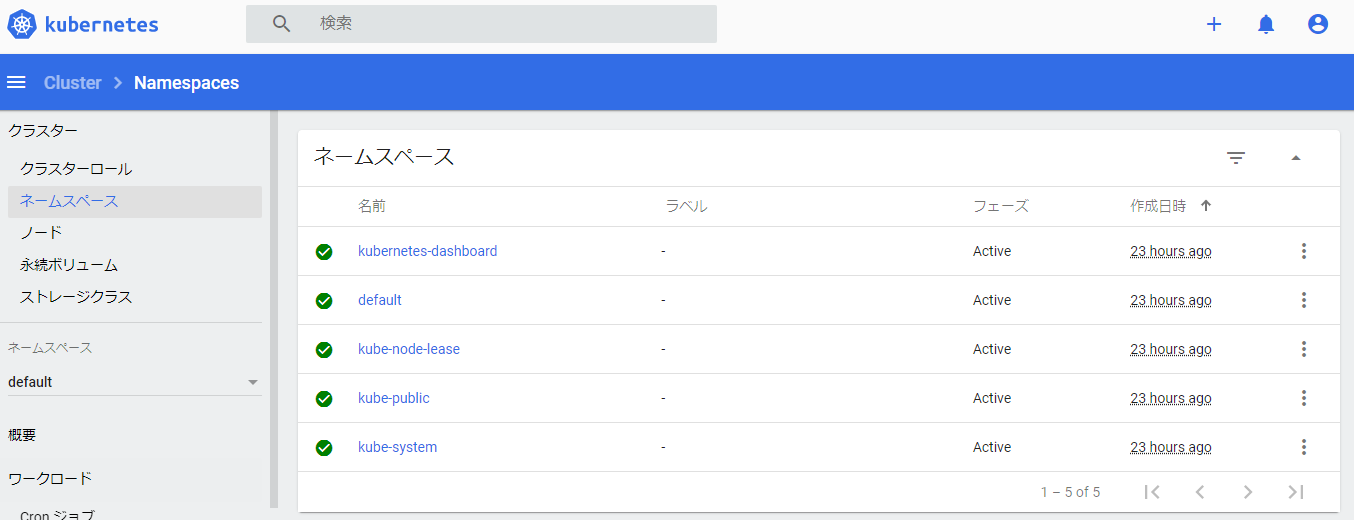 kubernetes
検索
Cluster > Namespaces
クラスター
クラスターロール
ネームスペース
ノード
永続ボリューム
ストレージクラス
ネームスペース
default
概要
ワークロード
Cron ジョブ
ネームスペース
名前 ラベル フェーズ 作成日時
kubernetes-dashboard - Active 23 hours ago
default - Active 23 hours ago
kube-node-lease - Active 23 hours ago
kube-public - Active 23 hours ago
kube-system - Active 23 hours ago
1 – 5 of 5